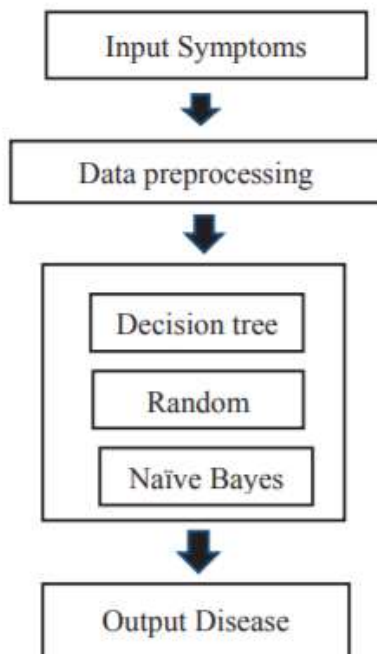 Input Symptoms
Data preprocessing
Decision tree
Random
Naïve Bayes
Output Disease